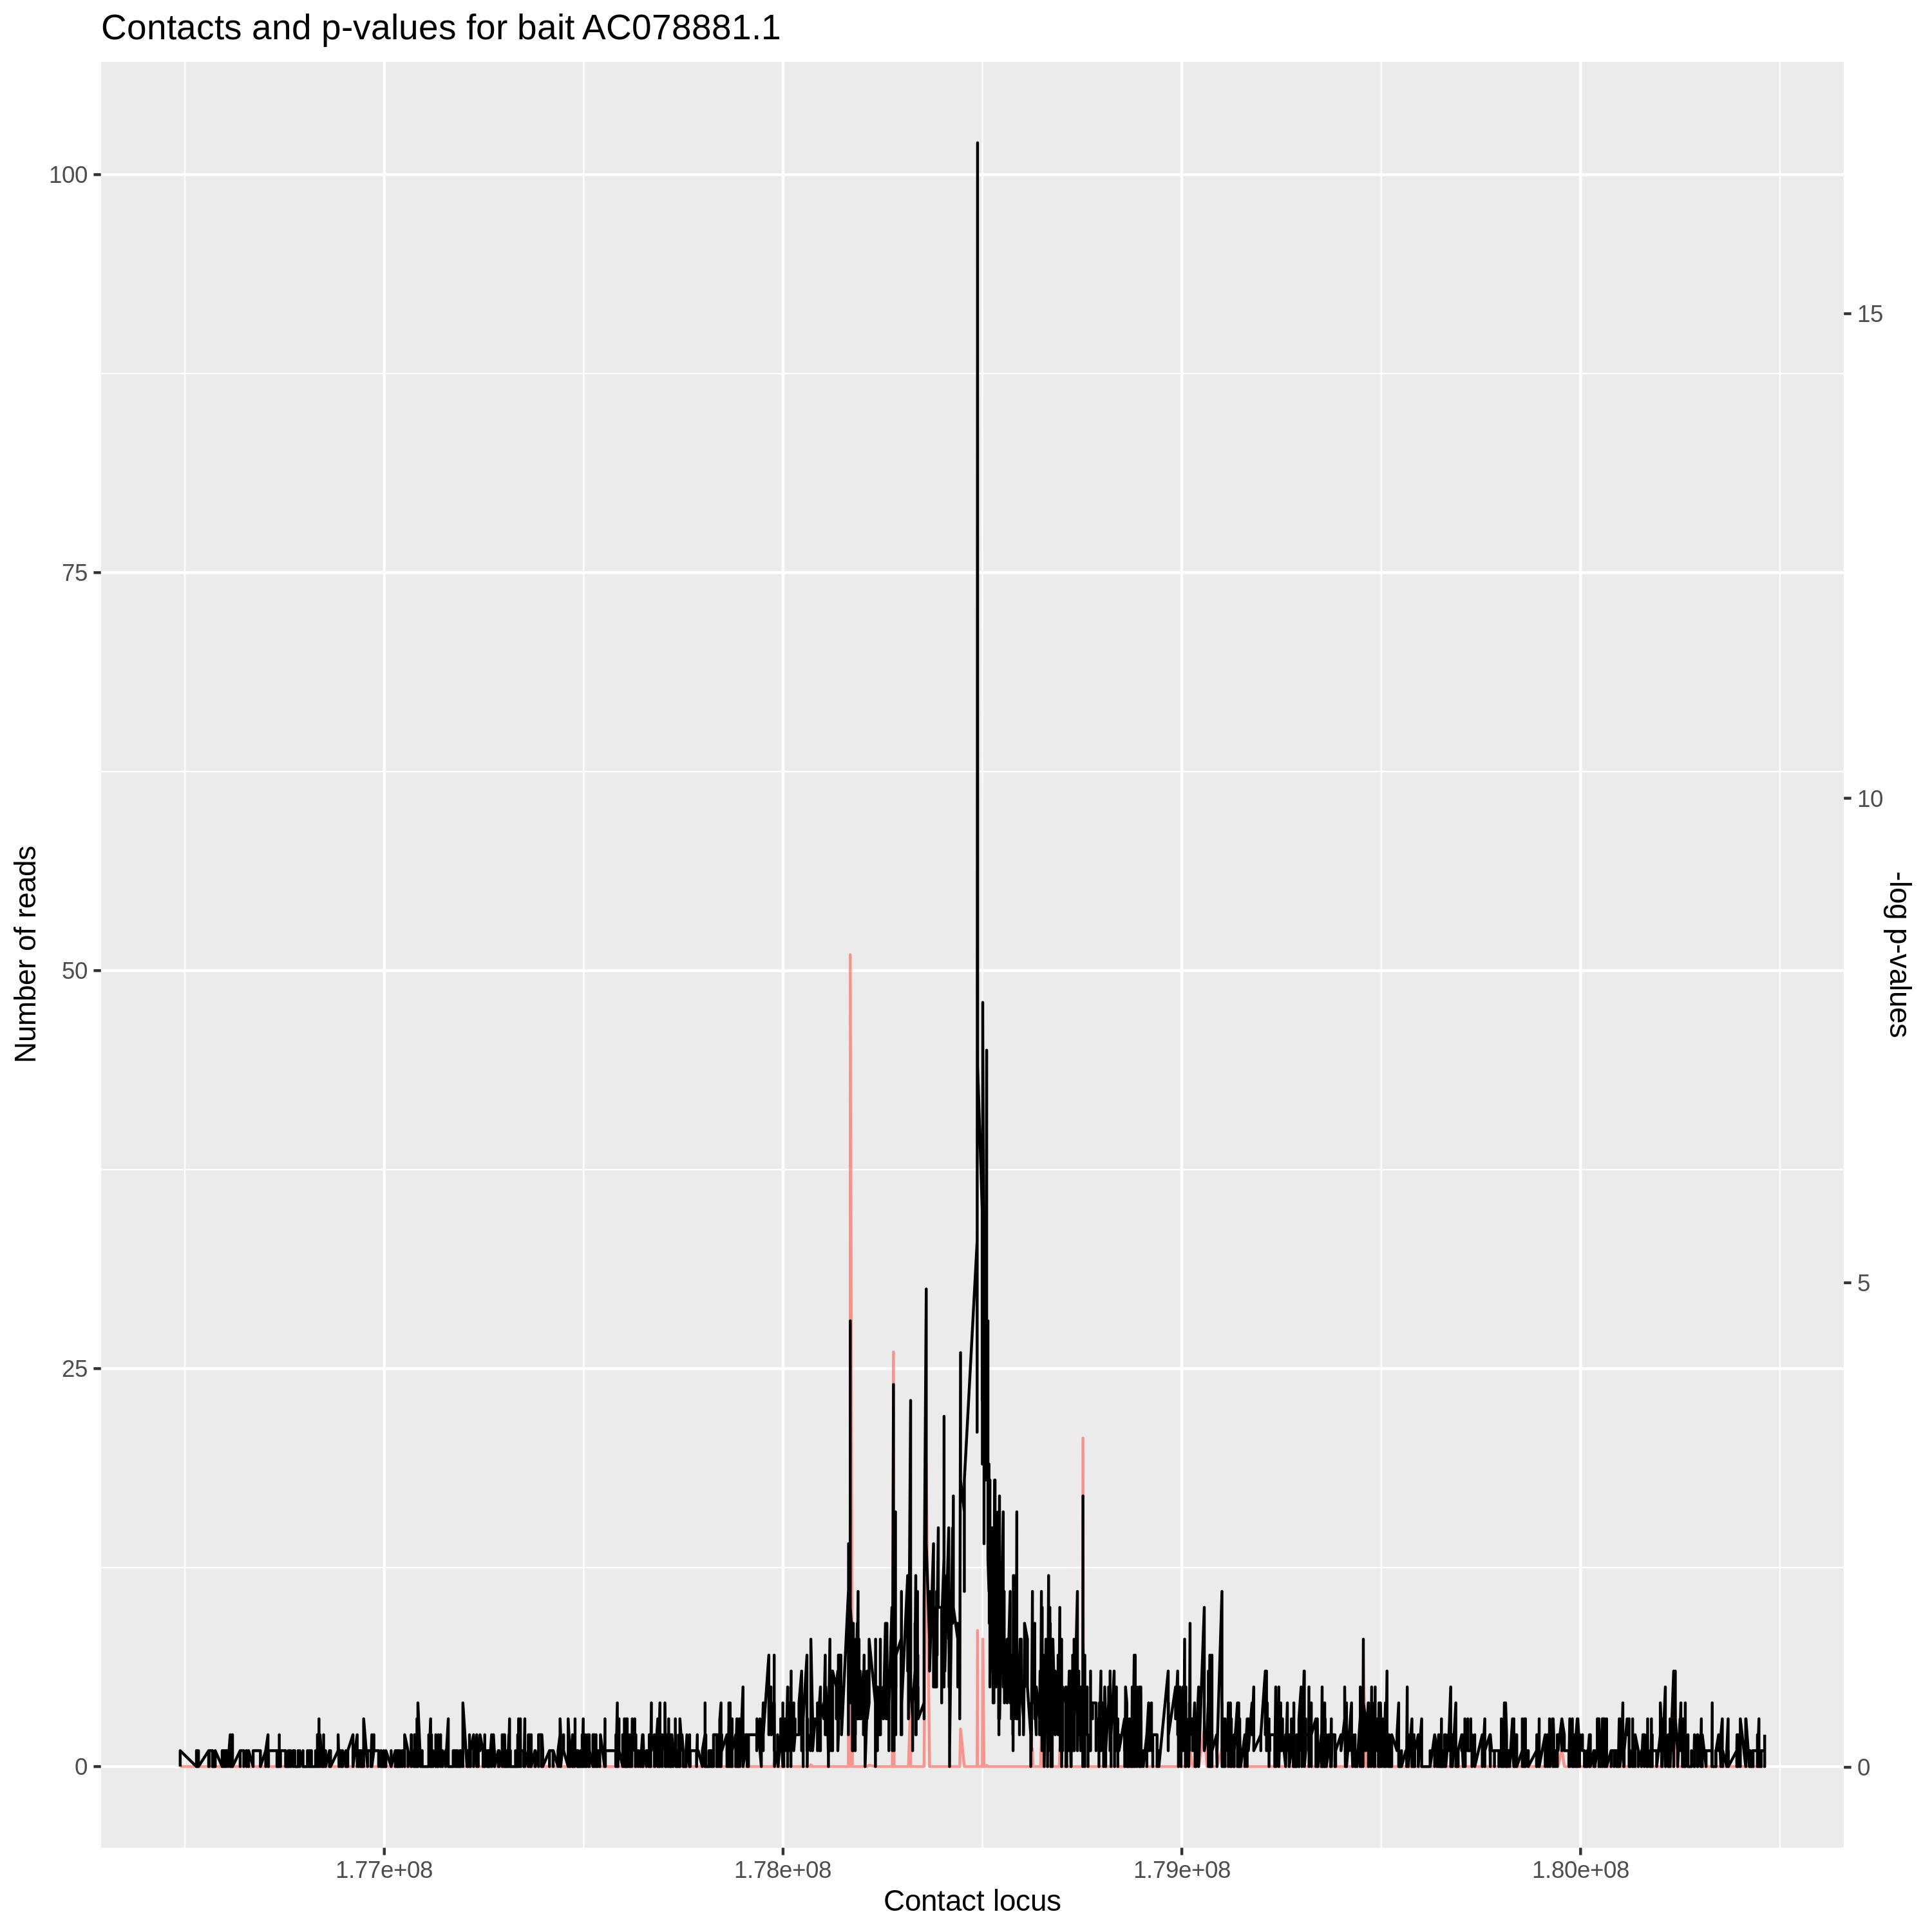 Contacts and p-values for bait AC078881.1
100
75
50
25
0
Number of reads
15
10
5
0
-log p-values
1.77e+08
1.78e+08
1.79e+08
1.80e+08
Contact locus